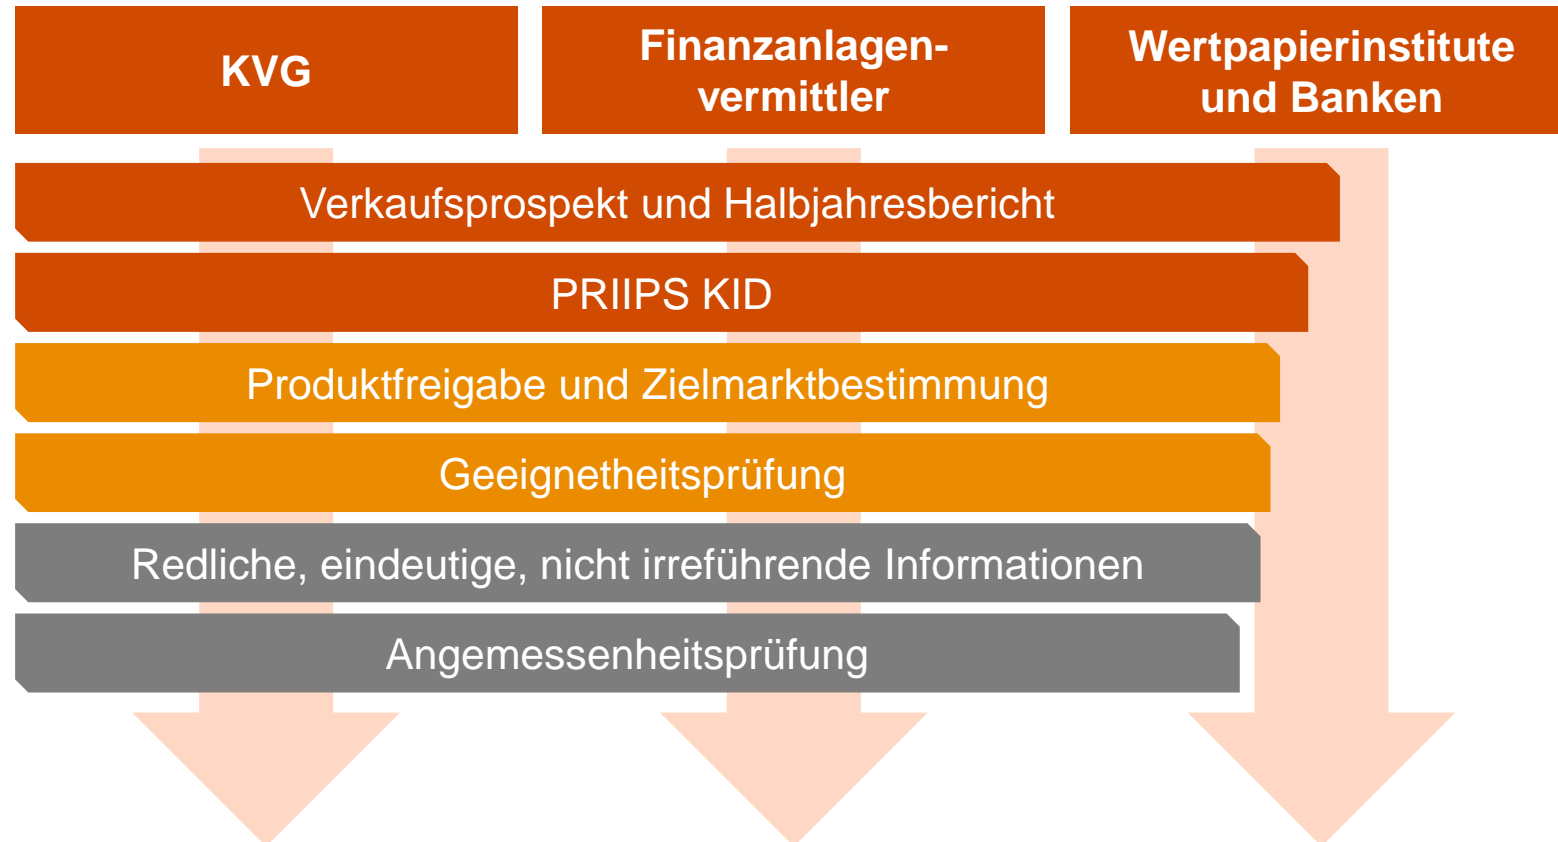 KVG
Finanzanlagen-
vermittler
Wertpapierinstitute
und Banken
Verkaufsprospekt und Halbjahresbericht
PRIIPS KID
Produktfreigabe und Zielmarktbestimmung
Geeignetheitsprüfung
Redliche, eindeutige, nicht irreführende Informationen
Angemessenheitsprüfung